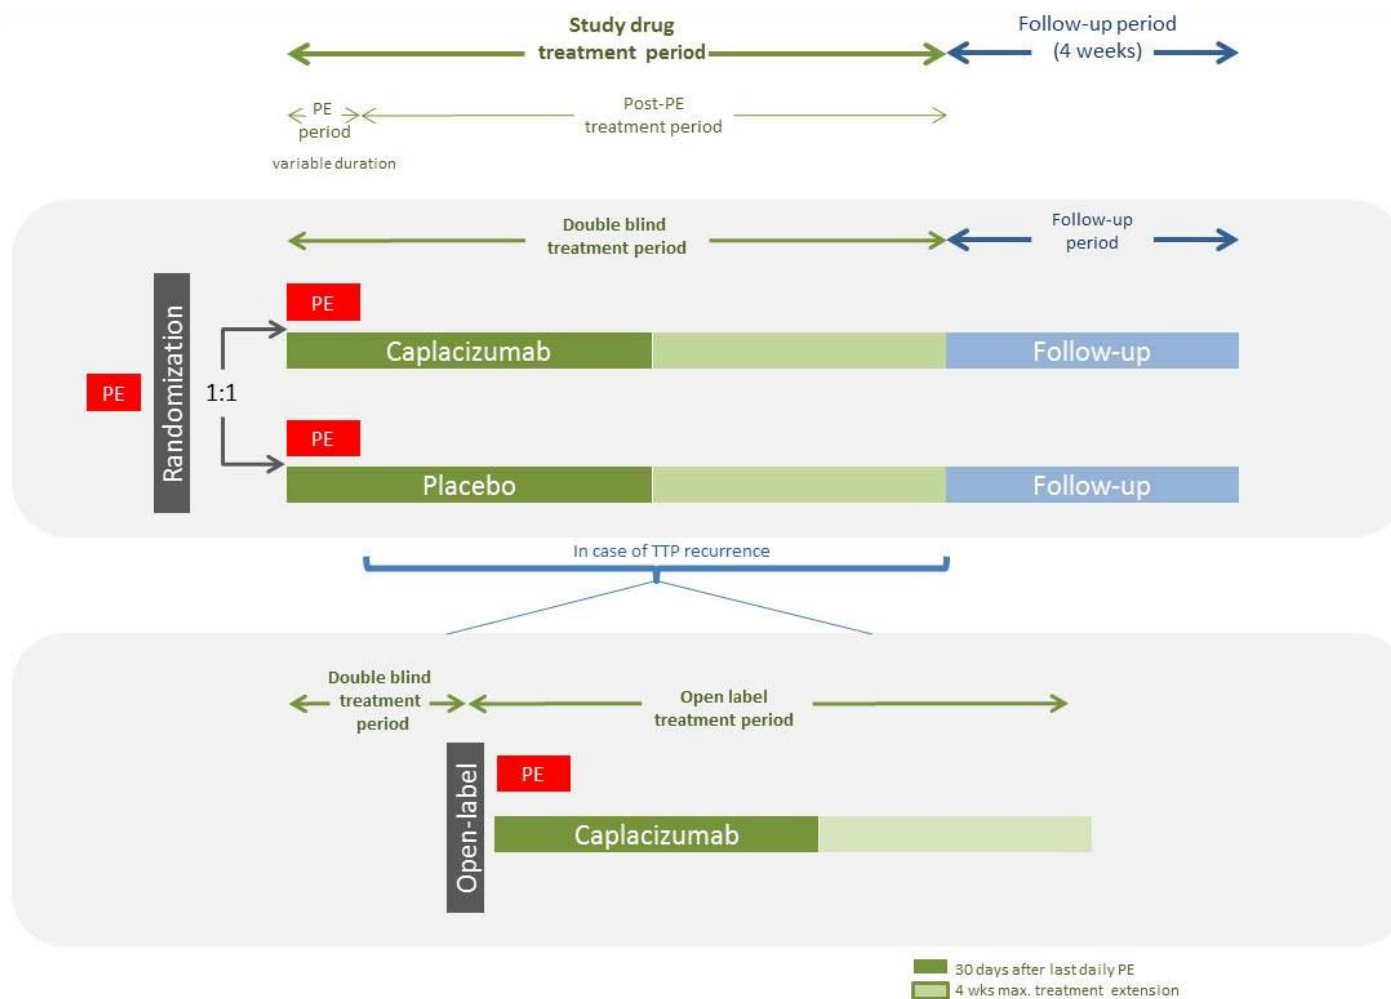 Study drug
treatment period
Follow-up period
(4 weeks)
PE
period
Post-PE
treatment period
variable duration
Double blind
treatment period
Follow-up
period
PE
Randomization
PE
1:1
Caplacizumab
Follow-up
PE
Placebo
Follow-up
In case of TTP recurrence
Double blind
treatment
period
Open label
treatment period
Open-label
PE
Caplacizumab
30 days after last daily PE
4 wks max. treatment extension